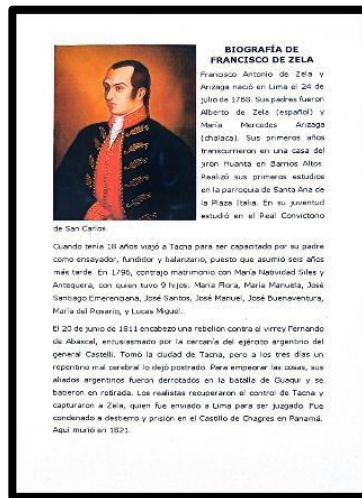 BIOGRAFÍA DE
FRANCISCO DE ZELA
Francisco Antonio de Zela y
Arizaga nació en Lima el 24 de
julio de 1768. Sus padres fueron
Alberto de Zela (español) y
María Mercedes Arizaga
(chalaca). Sus primeros años
transcurrieron en una casa del
jirón Huanta en Barrios Altos.
Realizó sus primeros estudios
en la parroquia de Santa Ana de
la Plaza Italia. En su juventud
estudió en el Real Convictorio
de San Carlos.
Cuando tenía 18 años viajó a Tacna para ser capacitado por su padre
como ensayador, fundidor y balanzario, puesto que asumió seis años
más tarde. En 1796, contrajo matrimonio con María Natividad Siles y
Antequera, con quien tuvo 9 hijos: María Flora, María Manuela, José
Santiago Emerenciana, José Santos, José Manuel, José Buenaventura,
María del Rosario, y Lucas Miguel.
El 20 de junio de 1811 encabezó una rebelión contra el virrey Fernando
de Abascal, entusiasmado por la cercanía del ejército argentino del
general Castelli. Tomó la ciudad de Tacna, pero a los tres días un
repentino mal cerebral lo dejó postrado. Para empeorar las cosas, sus
aliados argentinos fueron derrotados en la batalla de Guaqui y se
batieron en retirada. Los realistas recuperaron el control de Tacna y
capturaron a Zela, quien fue enviado a Lima para ser juzgado. Fue
condenado a destierro y prisión en el Castillo de Chagres en Panamá.
Aquí murió en 1821.